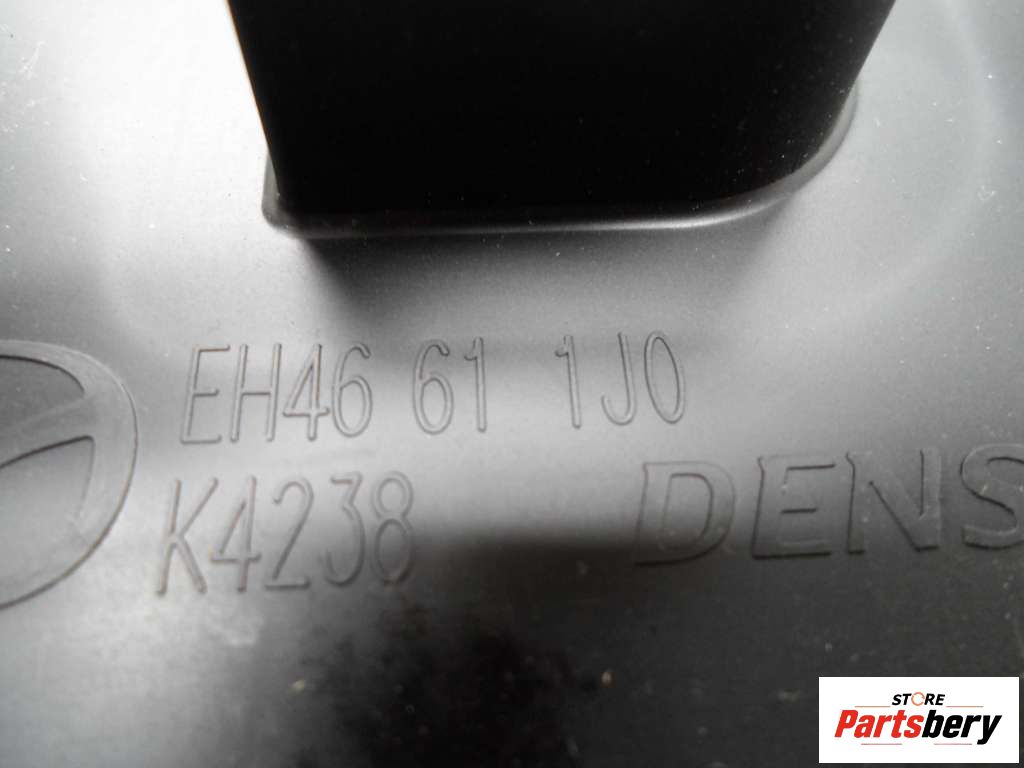 EH46 61 1J0
K4238
DENS
STORE
Partsbery